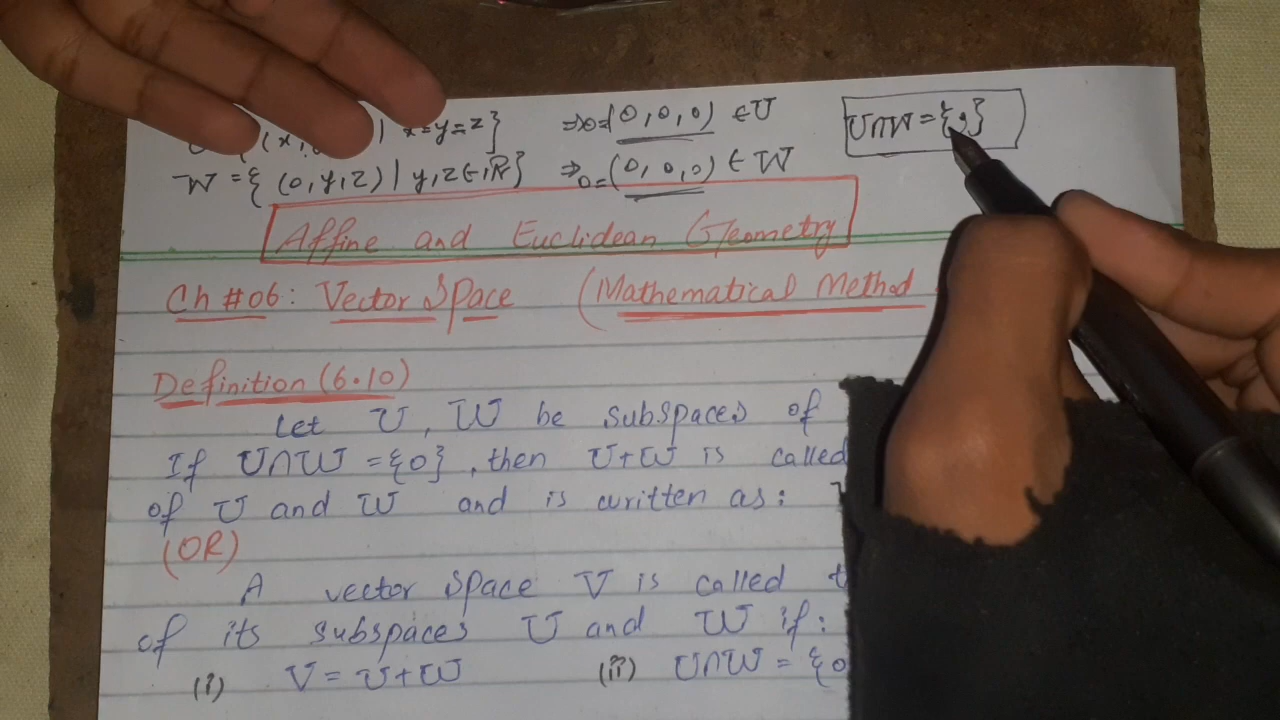 x=y=z} ⇒0=(0,0,0) ∈U
W={(0,y,z)|y,z∈ℝ} ⇒0=(0,0,0)∈W
U∩W={0}
Affine and Euclidean Geometry
Ch #06: Vector Space (Mathematical Method
Definition (6.10)
Let U, W be subspaces of
If U∩W={0}, then U+W is called
of U and W and is written as:
(OR)
A vector space V is called
of its subspaces U and W if:
(i) V=U+W (ii) U∩W={0